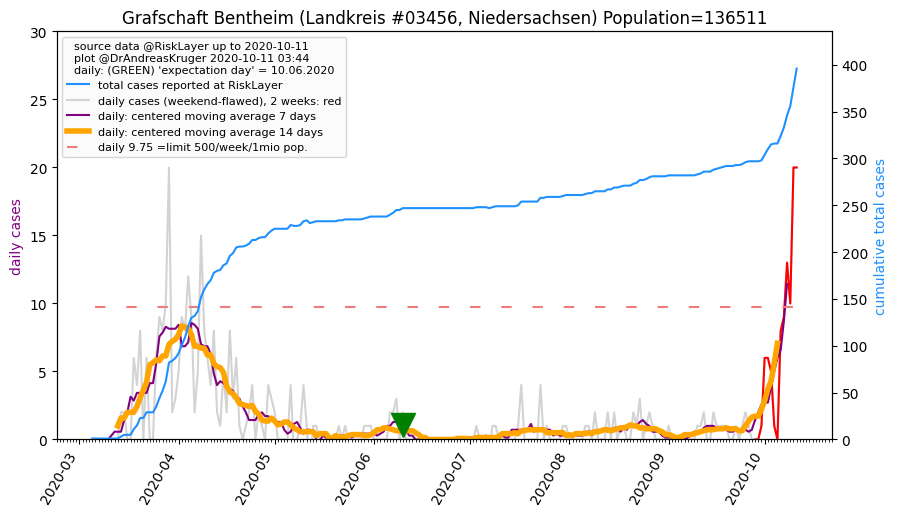 Grafschaft Bentheim (Landkreis #03456, Niedersachsen) Population=136511
source data @RiskLayer up to 2020-10-11
plot @DrAndreasKruger 2020-10-11 03:44
daily: (GREEN) 'expectation day' = 10.06.2020
total cases reported at RiskLayer
daily cases (weekend-flawed), 2 weeks: red
daily: centered moving average 7 days
daily: centered moving average 14 days
daily 9.75 =limit 500/week/1mio pop.
daily cases
30
25
20
15
10
5
0
cumulative total cases
400
350
300
250
200
150
100
50
0
2020-03
2020-04
2020-05
2020-06
2020-07
2020-08
2020-09
2020-10